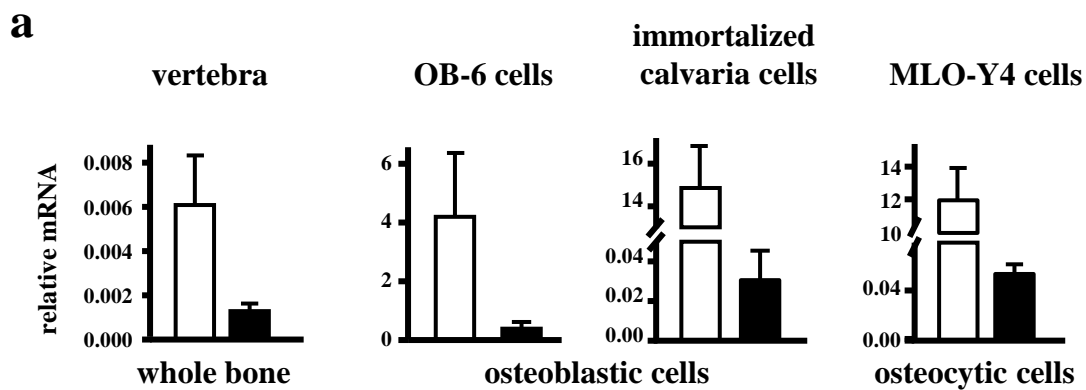 a
vertebra
OB-6 cells
immortalized
calvaria cells
MLO-Y4 cells
relative mRNA
0.008
0.006
0.004
0.002
0.000
6
4
2
0
16
14
0.04
0.02
0.00
14
12
10
0.04
0.00
whole bone
osteoblastic cells
osteocytic cells